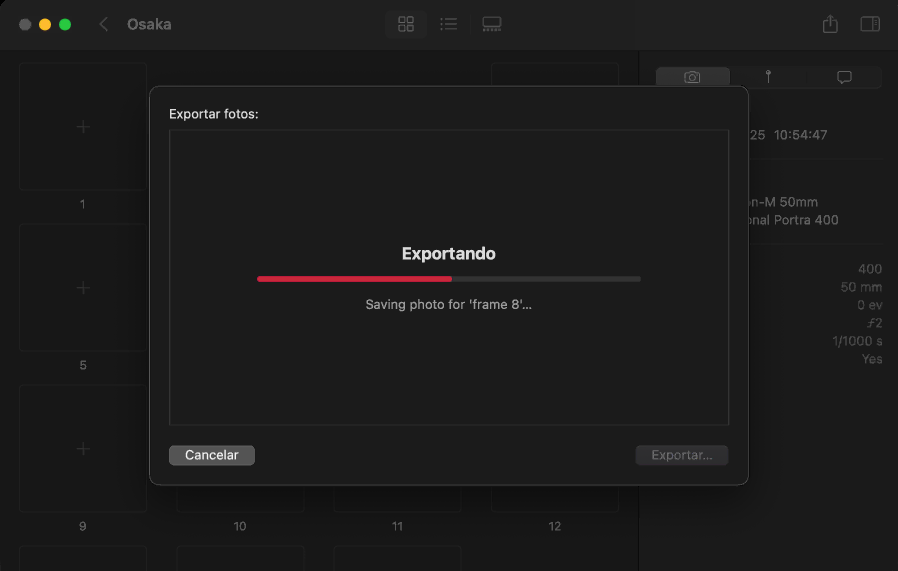 Osaka
Exportar fotos:
25 10:54:47
1
50mm
Portra 400
Exportando
Saving photo for 'frame 8'...
400
50 mm
0 ev
ƒ2
1/1000 s
Yes
5
Cancelar
Exportar...
9
10
11
12